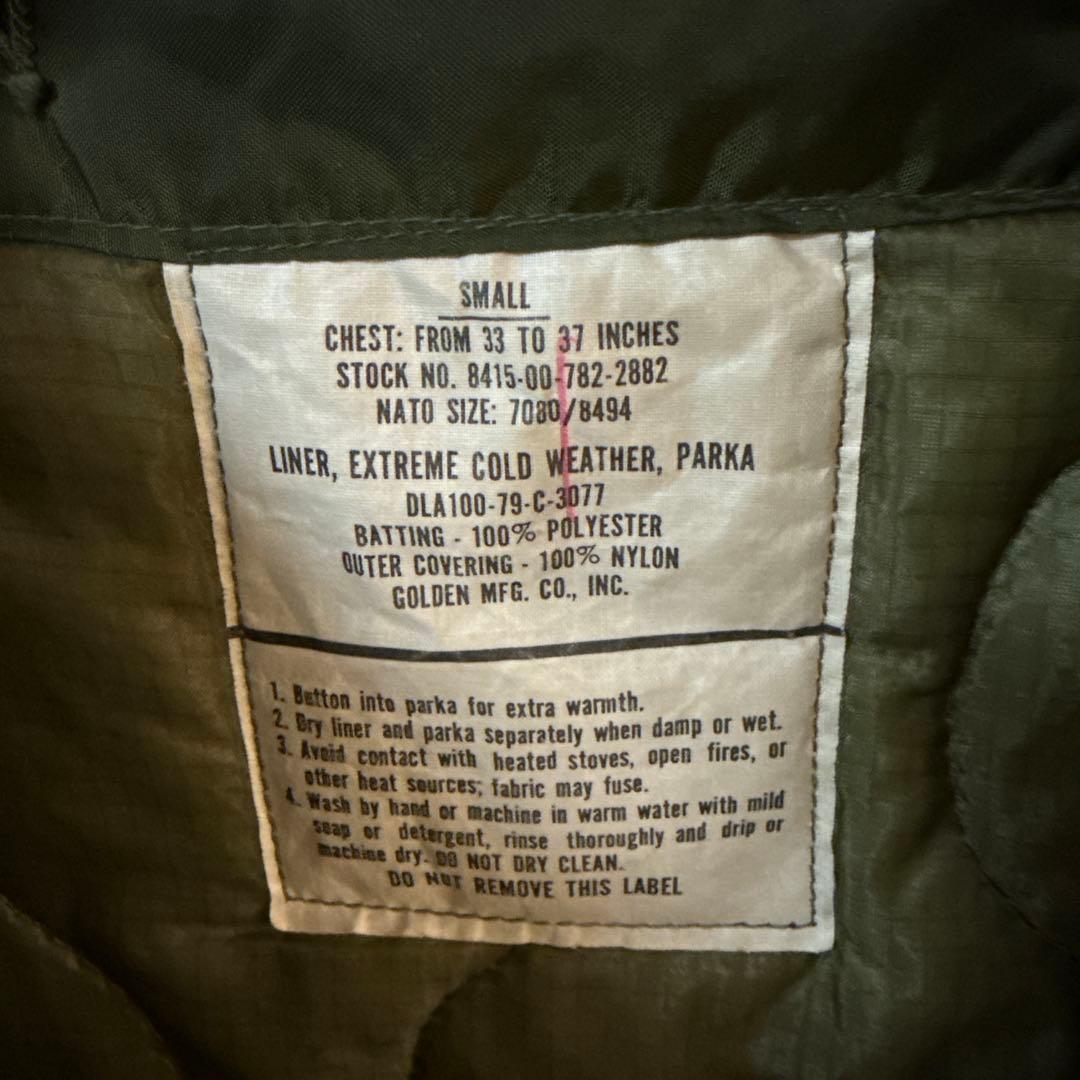 SMALL
CHEST: FROM 33 TO 37 INCHES
STOCK NO. 8415-00-782-2882
NATO SIZE: 7080/8494
LINER, EXTREME COLD WEATHER, PARKA
DLA100-79-C-3077
BATTING - 100% POLYESTER
OUTER COVERING - 100% NYLON
GOLDEN MFG. CO., INC.
1. Button into parka for extra warmth.
2. Dry liner and parka separately when damp or wet.
3. Avoid contact with heated stoves, open fires, or
other heat sources; fabric may fuse.
4. Wash by hand or machine in warm water with mild
soap or detergent, rinse thoroughly and drip or
machine dry. DO NOT DRY CLEAN.
DO NOT REMOVE THIS LABEL